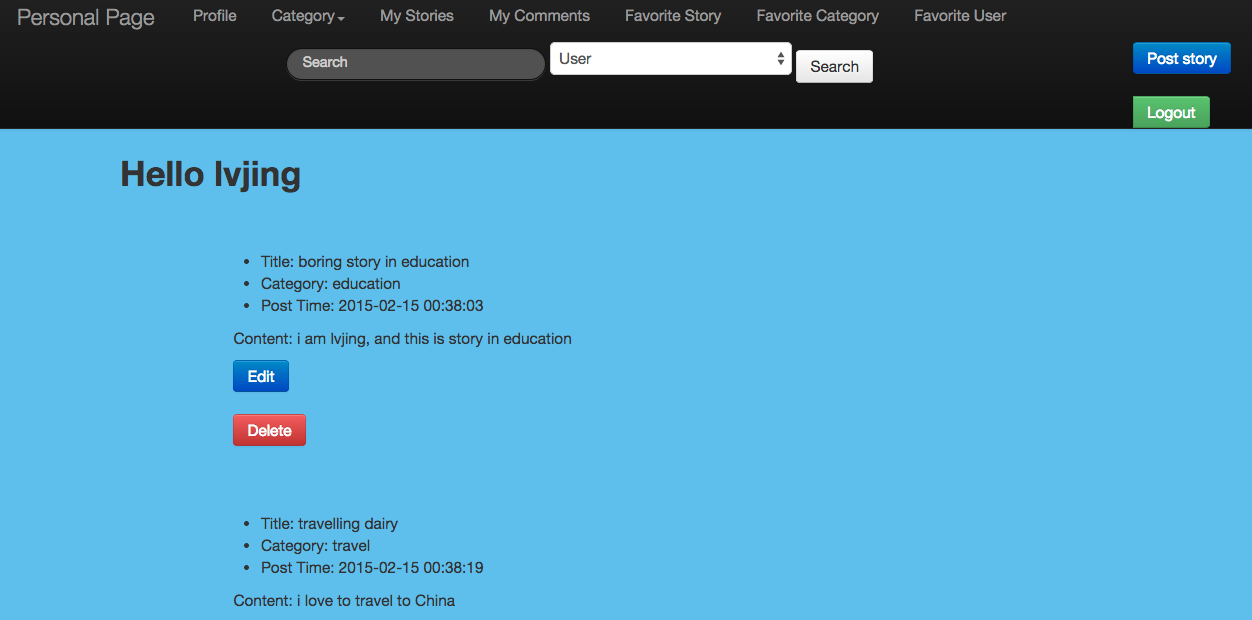 Personal Page Profile Category My Stories My Comments Favorite Story Favorite Category Favorite User
Search User Search Post story
Logout
Hello lvjing
Title: boring story in education
Category: education
Post Time: 2015-02-15 00:38:03
Content: i am lvjing, and this is story in education
Edit
Delete
Title: travelling dairy
Category: travel
Post Time: 2015-02-15 00:38:19
Content: i love to travel to China